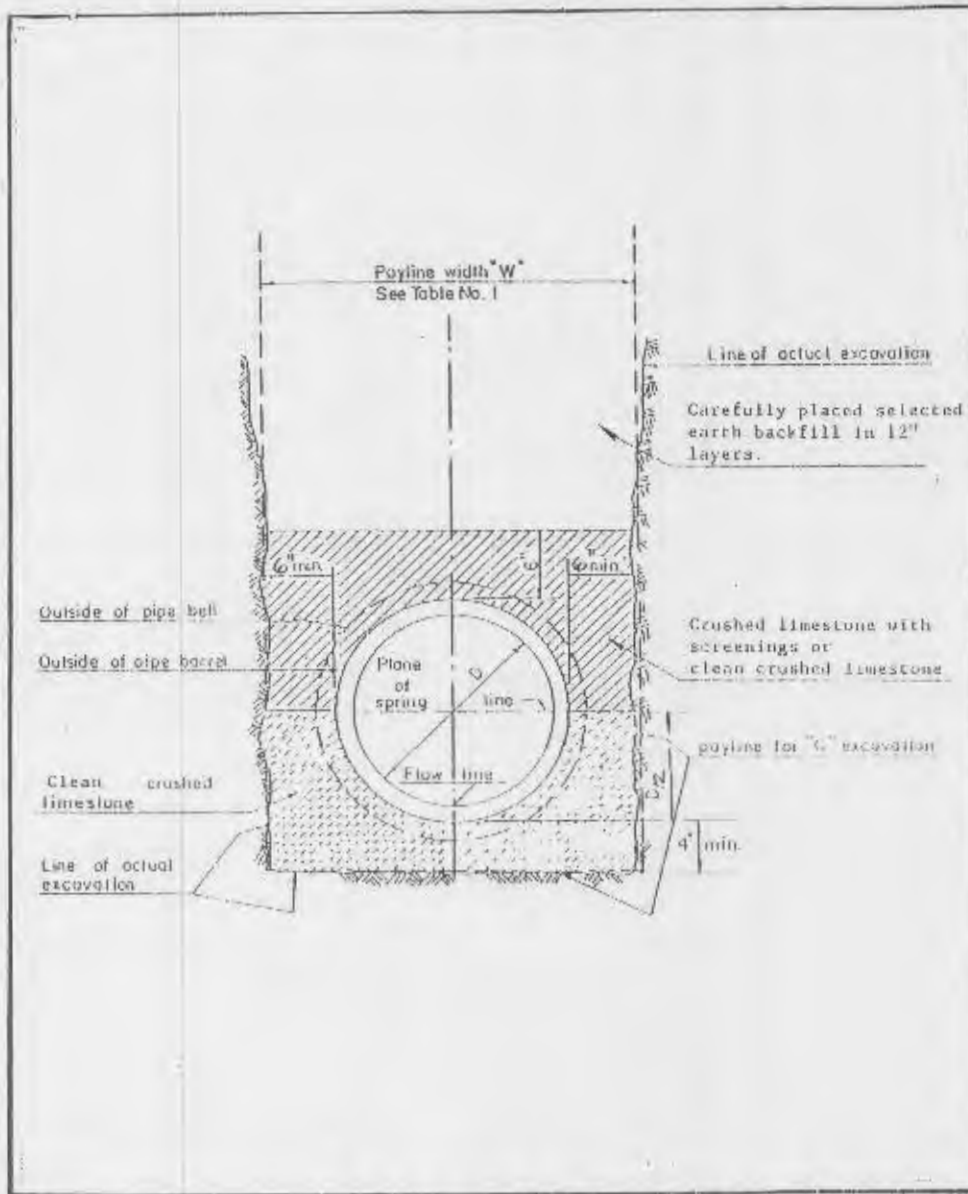 Payline width "W"
See Table No. 1
Line of actual excavation
Carefully placed selected
earth backfill in 12"
layers.
6" min
6"
6" min
Outside of pipe bell
Outside of pipe barrel
Crushed limestone with
screenings or
clean crushed limestone
Plane
of
spring
line
D
Flow line
payline for "C" excavation
Clean crushed
limestone
4" min.
Line of actual
excavation